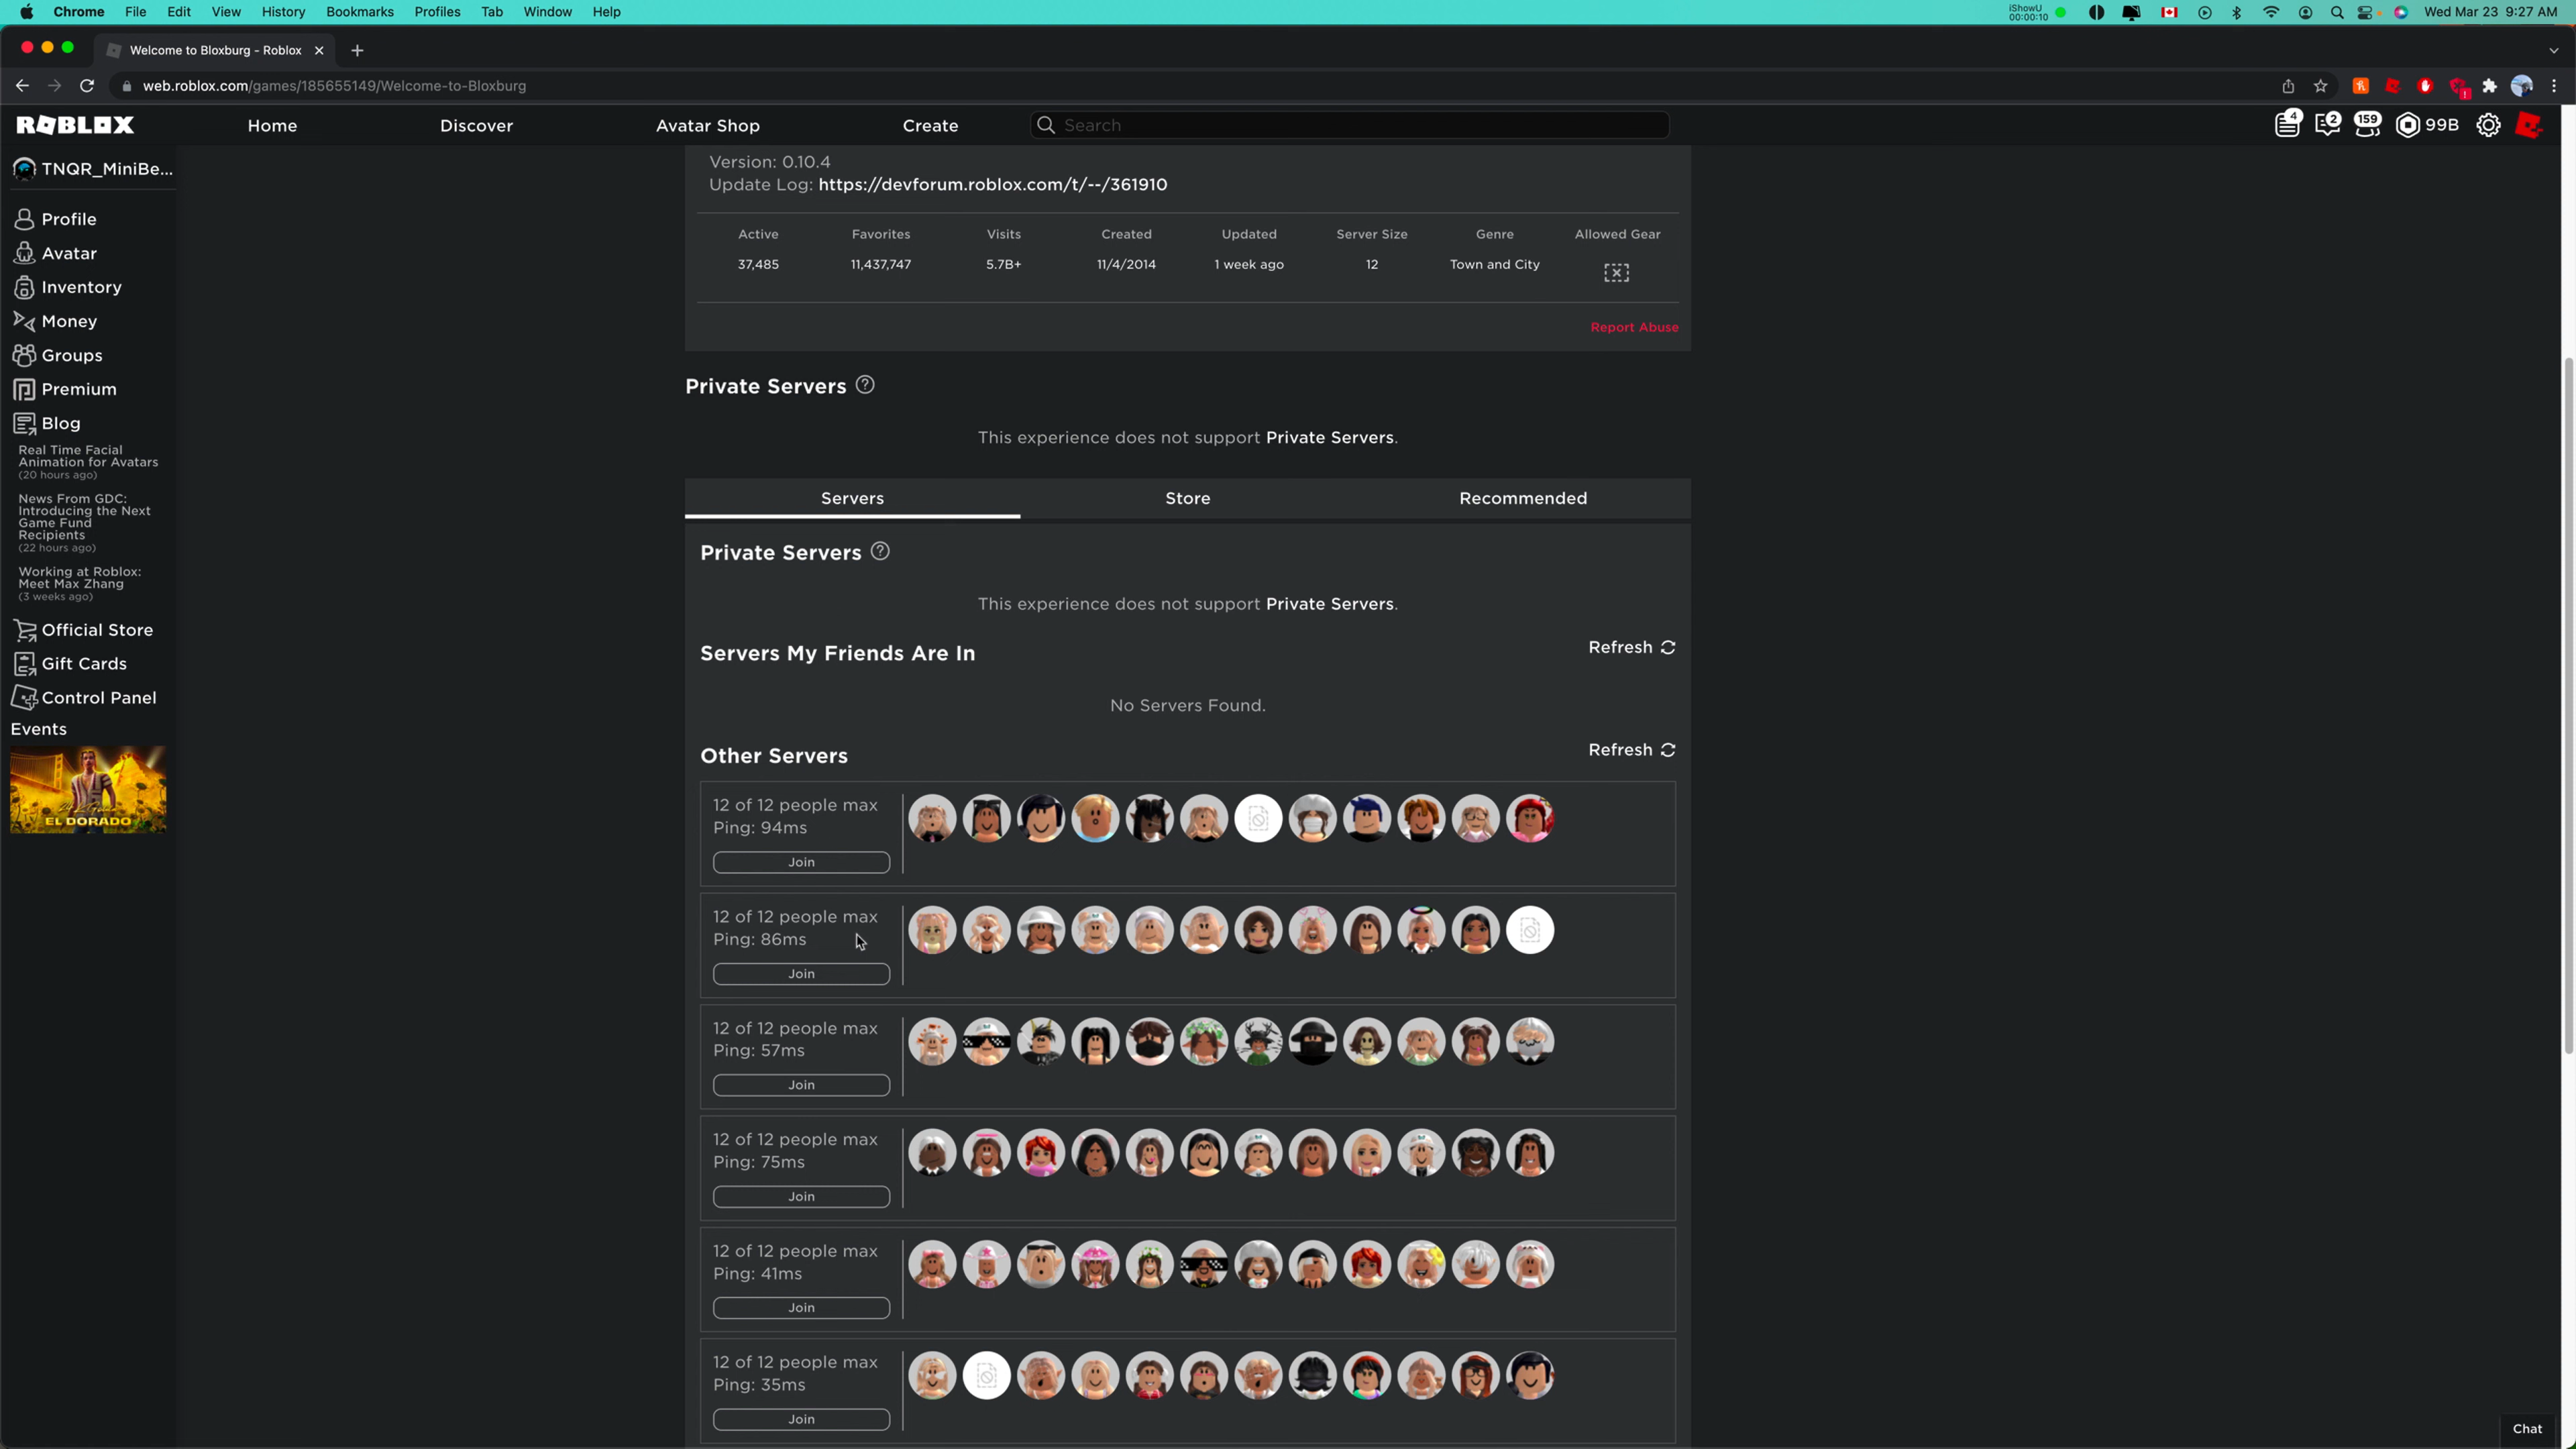 Chrome File Edit View History Bookmarks Profiles Tab Window Help
iShowU
00:00:10
Wed Mar 23 9:27 AM
Welcome to Bloxburg - Roblox
web.roblox.com/games/185655149/Welcome-to-Bloxburg
ROBLOX Home Discover Avatar Shop Create Search 4 2 159 99B
TNQR_MiniBe...
Profile
Avatar
Inventory
Money
Groups
Premium
Blog
Real Time Facial
Animation for Avatars
(20 hours ago)
News From GDC:
Introducing the Next
Game Fund
Recipients
(22 hours ago)
Working at Roblox:
Meet Max Zhang
(3 weeks ago)
Official Store
Gift Cards
Control Panel
Events
EL DORADO
Version: 0.10.4
Update Log: https://devforum.roblox.com/t/--/361910
Active Favorites Visits Created Updated Server Size Genre Allowed Gear
37,485 11,437,747 5.7B+ 11/4/2014 1 week ago 12 Town and City
Report Abuse
Private Servers ?
This experience does not support Private Servers.
Servers Store Recommended
Private Servers ?
This experience does not support Private Servers.
Servers My Friends Are In Refresh
No Servers Found.
Other Servers Refresh
12 of 12 people max
Ping: 94ms
Join
12 of 12 people max
Ping: 86ms
Join
12 of 12 people max
Ping: 57ms
Join
12 of 12 people max
Ping: 75ms
Join
12 of 12 people max
Ping: 41ms
Join
12 of 12 people max
Ping: 35ms
Join
Chat